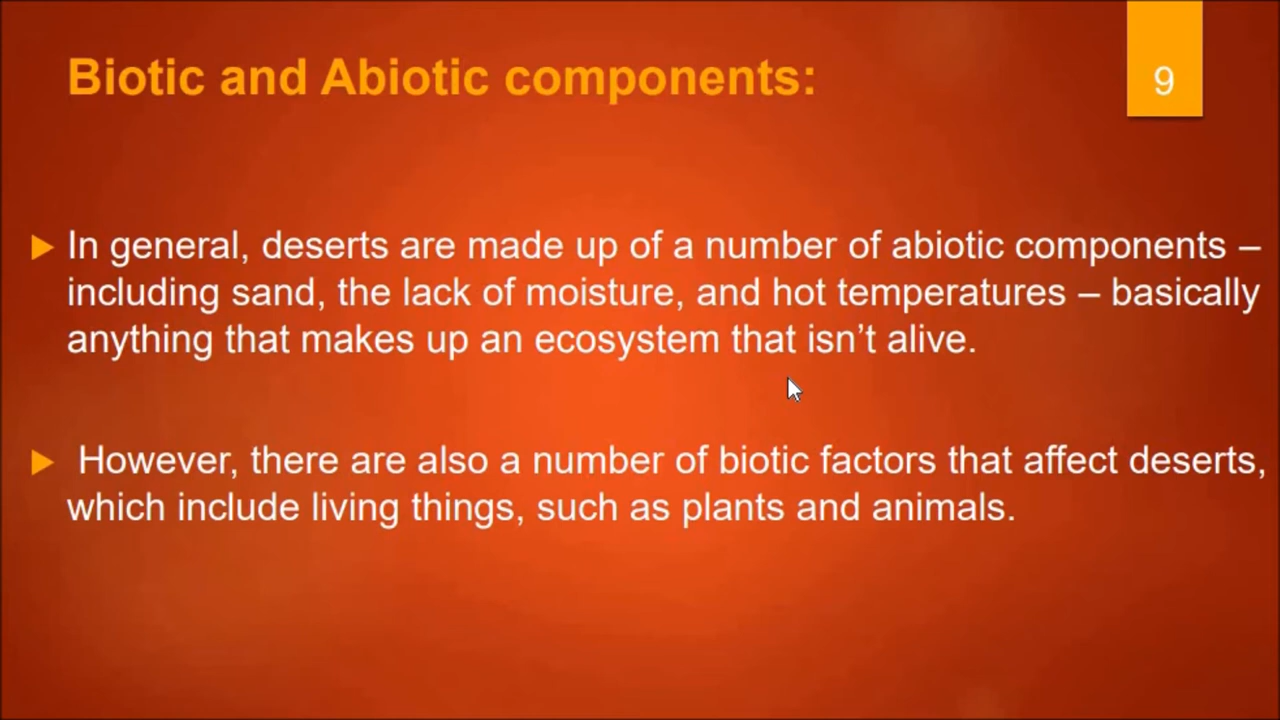 Biotic and Abiotic components:
9
In general, deserts are made up of a number of abiotic components –
including sand, the lack of moisture, and hot temperatures – basically
anything that makes up an ecosystem that isn’t alive.
However, there are also a number of biotic factors that affect deserts,
which include living things, such as plants and animals.